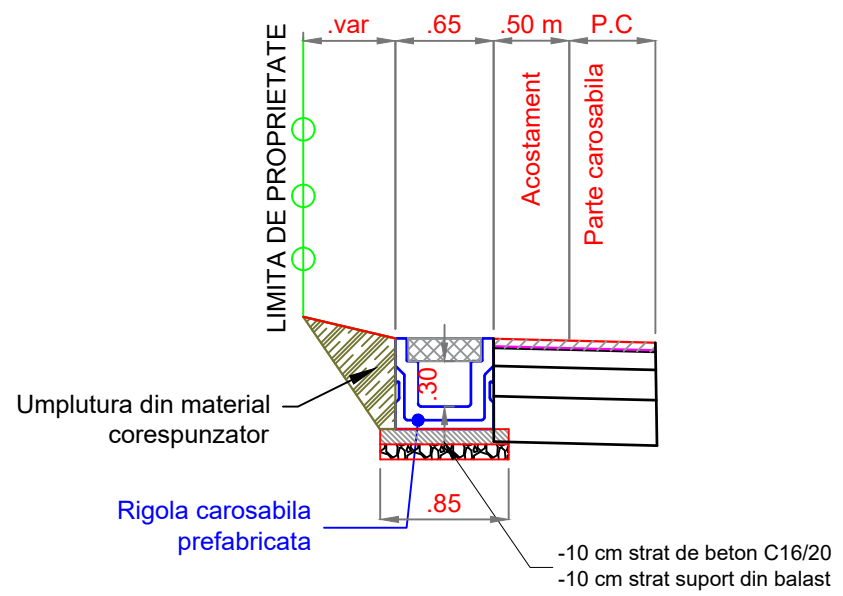 .var
.65
.50 m
P.C
LIMITA DE PROPRIETATE
Acostament
Parte carosabila
.30
Umplutura din material
corespunzator
.85
Rigola carosabila
prefabricata
-10 cm strat de beton C16/20
-10 cm strat suport din balast